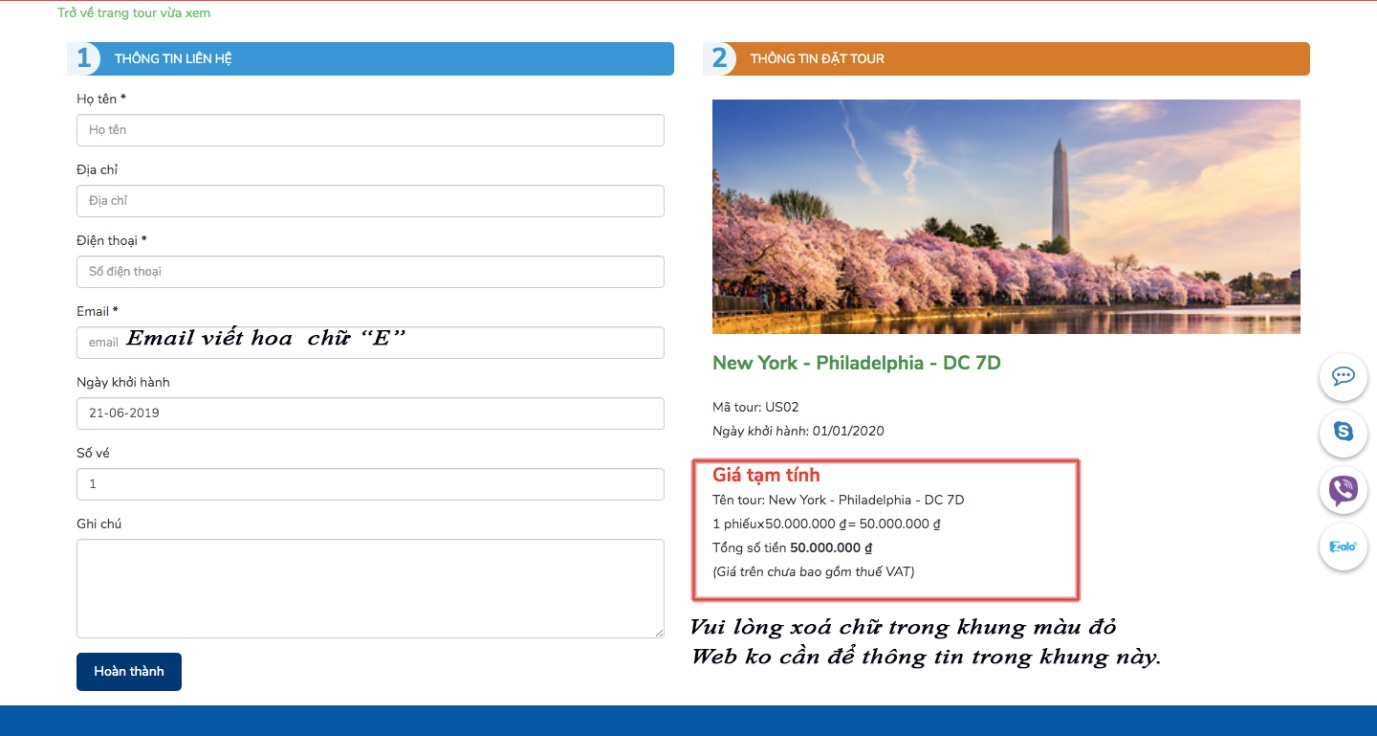 Trở về trang tour vừa xem
1 THÔNG TIN LIÊN HỆ
Họ tên *
Họ tên
Địa chỉ
Địa chỉ
Điện thoại *
Số điện thoại
Email *
email Email viết hoa chữ “E”
Ngày khởi hành
21-06-2019
Số vé
1
Ghi chú
Hoàn thành
2 THÔNG TIN ĐẶT TOUR
New York - Philadelphia - DC 7D
Mã tour: US02
Ngày khởi hành: 01/01/2020
Giá tạm tính
Tên tour: New York - Philadelphia - DC 7D
1 phiếux50.000.000 ₫= 50.000.000 ₫
Tổng số tiền 50.000.000 ₫
(Giá trên chưa bao gồm thuế VAT)
Vui lòng xoá chữ trong khung màu đỏ
Web ko cần để thông tin trong khung này.
Zalo